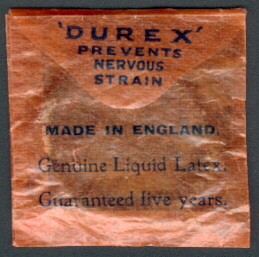 'DUREX'
PREVENTS
NERVOUS
STRAIN
MADE IN ENGLAND.
Genuine Liquid Latex.
Guaranteed five years.